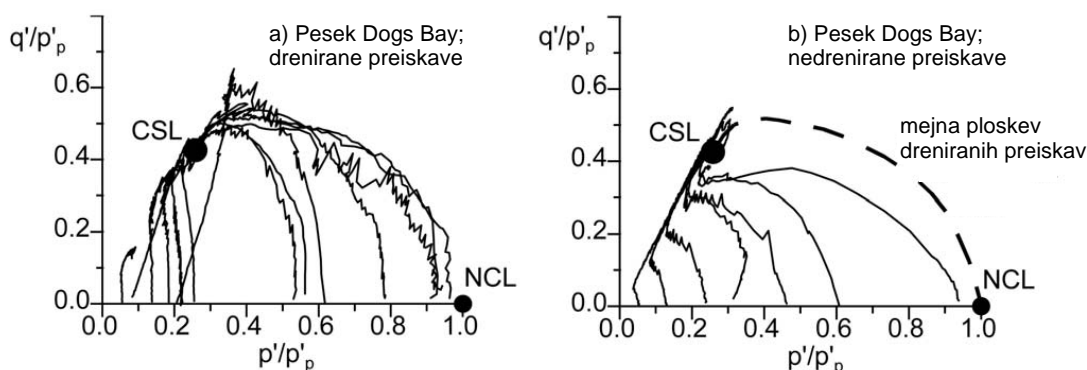 q'/p'p
a) Pesek Dogs Bay;
drenirane preiskave
0.6
CSL
0.4
0.2
NCL
0.0
0.0 0.2 0.4 0.6 0.8 1.0
p'/p'p
q'/p'p
b) Pesek Dogs Bay;
nedrenirane preiskave
0.6
CSL
mejna ploskev
dreniranih preiskav
0.4
0.2
NCL
0.0
0.0 0.2 0.4 0.6 0.8 1.0
p'/p'p